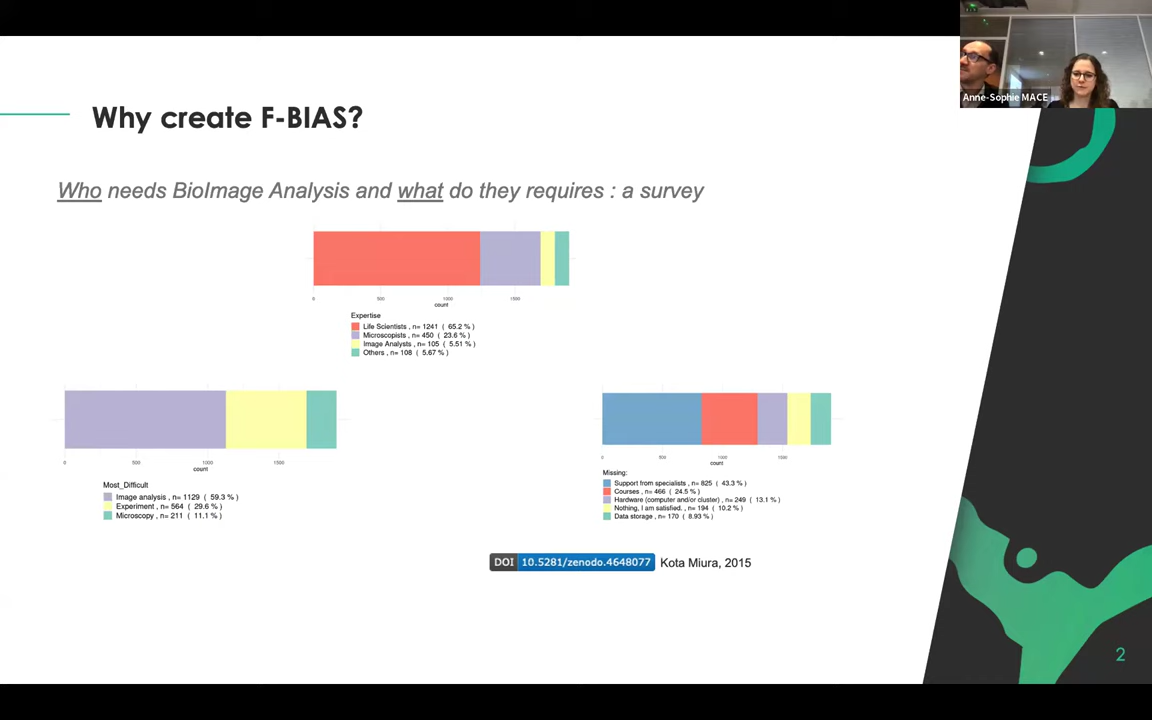 Anne-Sophie MACE
Why create F-BIAS?
Who needs BioImage Analysis and what do they requires : a survey
0 500 1000 1500
count
Expertise
Life Scientists , n= 1241 ( 65.2 % )
Microscopists , n= 450 ( 23.6 % )
Image Analysts , n= 105 ( 5.51 % )
Others , n= 108 ( 5.67 % )
0 500 1000 1500
count
Most_Difficult
Image analysis , n= 1129 ( 59.3 % )
Experiment , n= 564 ( 29.6 % )
Microscopy , n= 211 ( 11.1 % )
0 500 1000 1500
count
Missing:
Support from specialists , n= 825 ( 43.3 % )
Courses , n= 466 ( 24.5 % )
Hardware (computer and/or cluster) , n= 249 ( 13.1 % )
Nothing, I am satisfied. , n= 194 ( 10.2 % )
Data storage , n= 170 ( 8.93 % )
DOI 10.5281/zenodo.4648077 Kota Miura, 2015
2